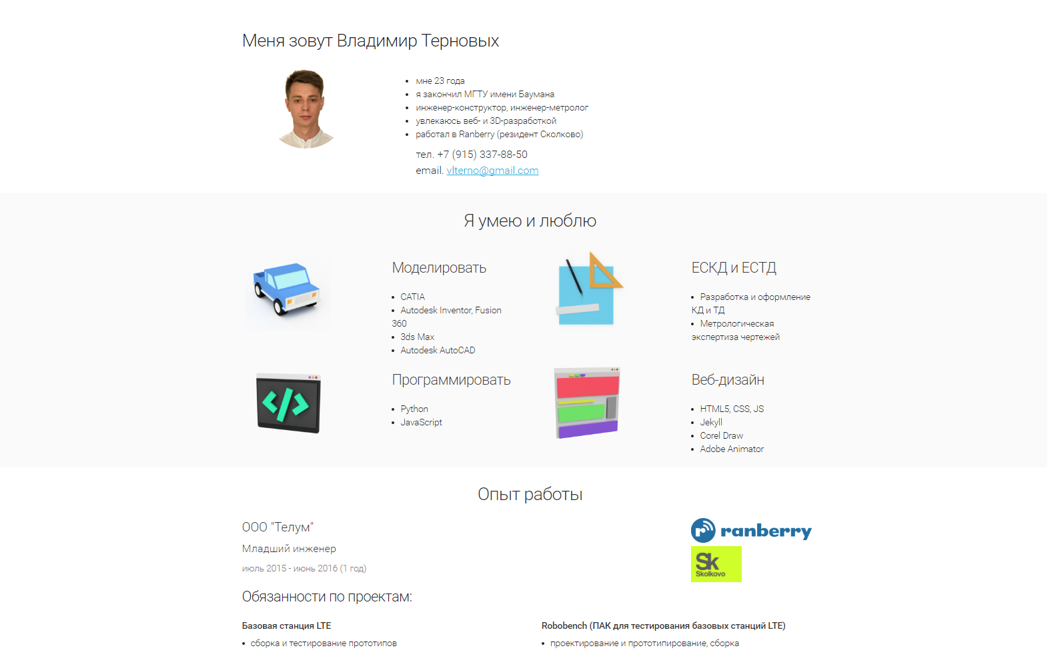 Меня зовут Владимир Терновых
мне 23 года
я закончил МГТУ имени Баумана
инженер-конструктор, инженер-метролог
увлекаюсь веб- и 3D-разработкой
работал в Ranberry (резидент Сколково)
тел. +7 (915) 337-88-50
email. vlterno@gmail.com
Я умею и люблю
Моделировать
CATIA
Autodesk Inventor, Fusion
360
3ds Max
Autodesk AutoCAD
ЕСКД и ЕСТД
Разработка и оформление
КД и ТД
Метрологическая
экспертиза чертежей
Программировать
Python
JavaScript
Веб-дизайн
HTML5, CSS, JS
Jekyll
Corel Draw
Adobe Animator
Опыт работы
ООО "Телум"
Младший инженер
июль 2015 - июнь 2016 (1 год)
ranberry
Sk
Skolkovo
Обязанности по проектам:
Базовая станция LTE
сборка и тестирование прототипов
Robobench (ПАК для тестирования базовых станций LTE)
проектирование и прототипирование, сборка